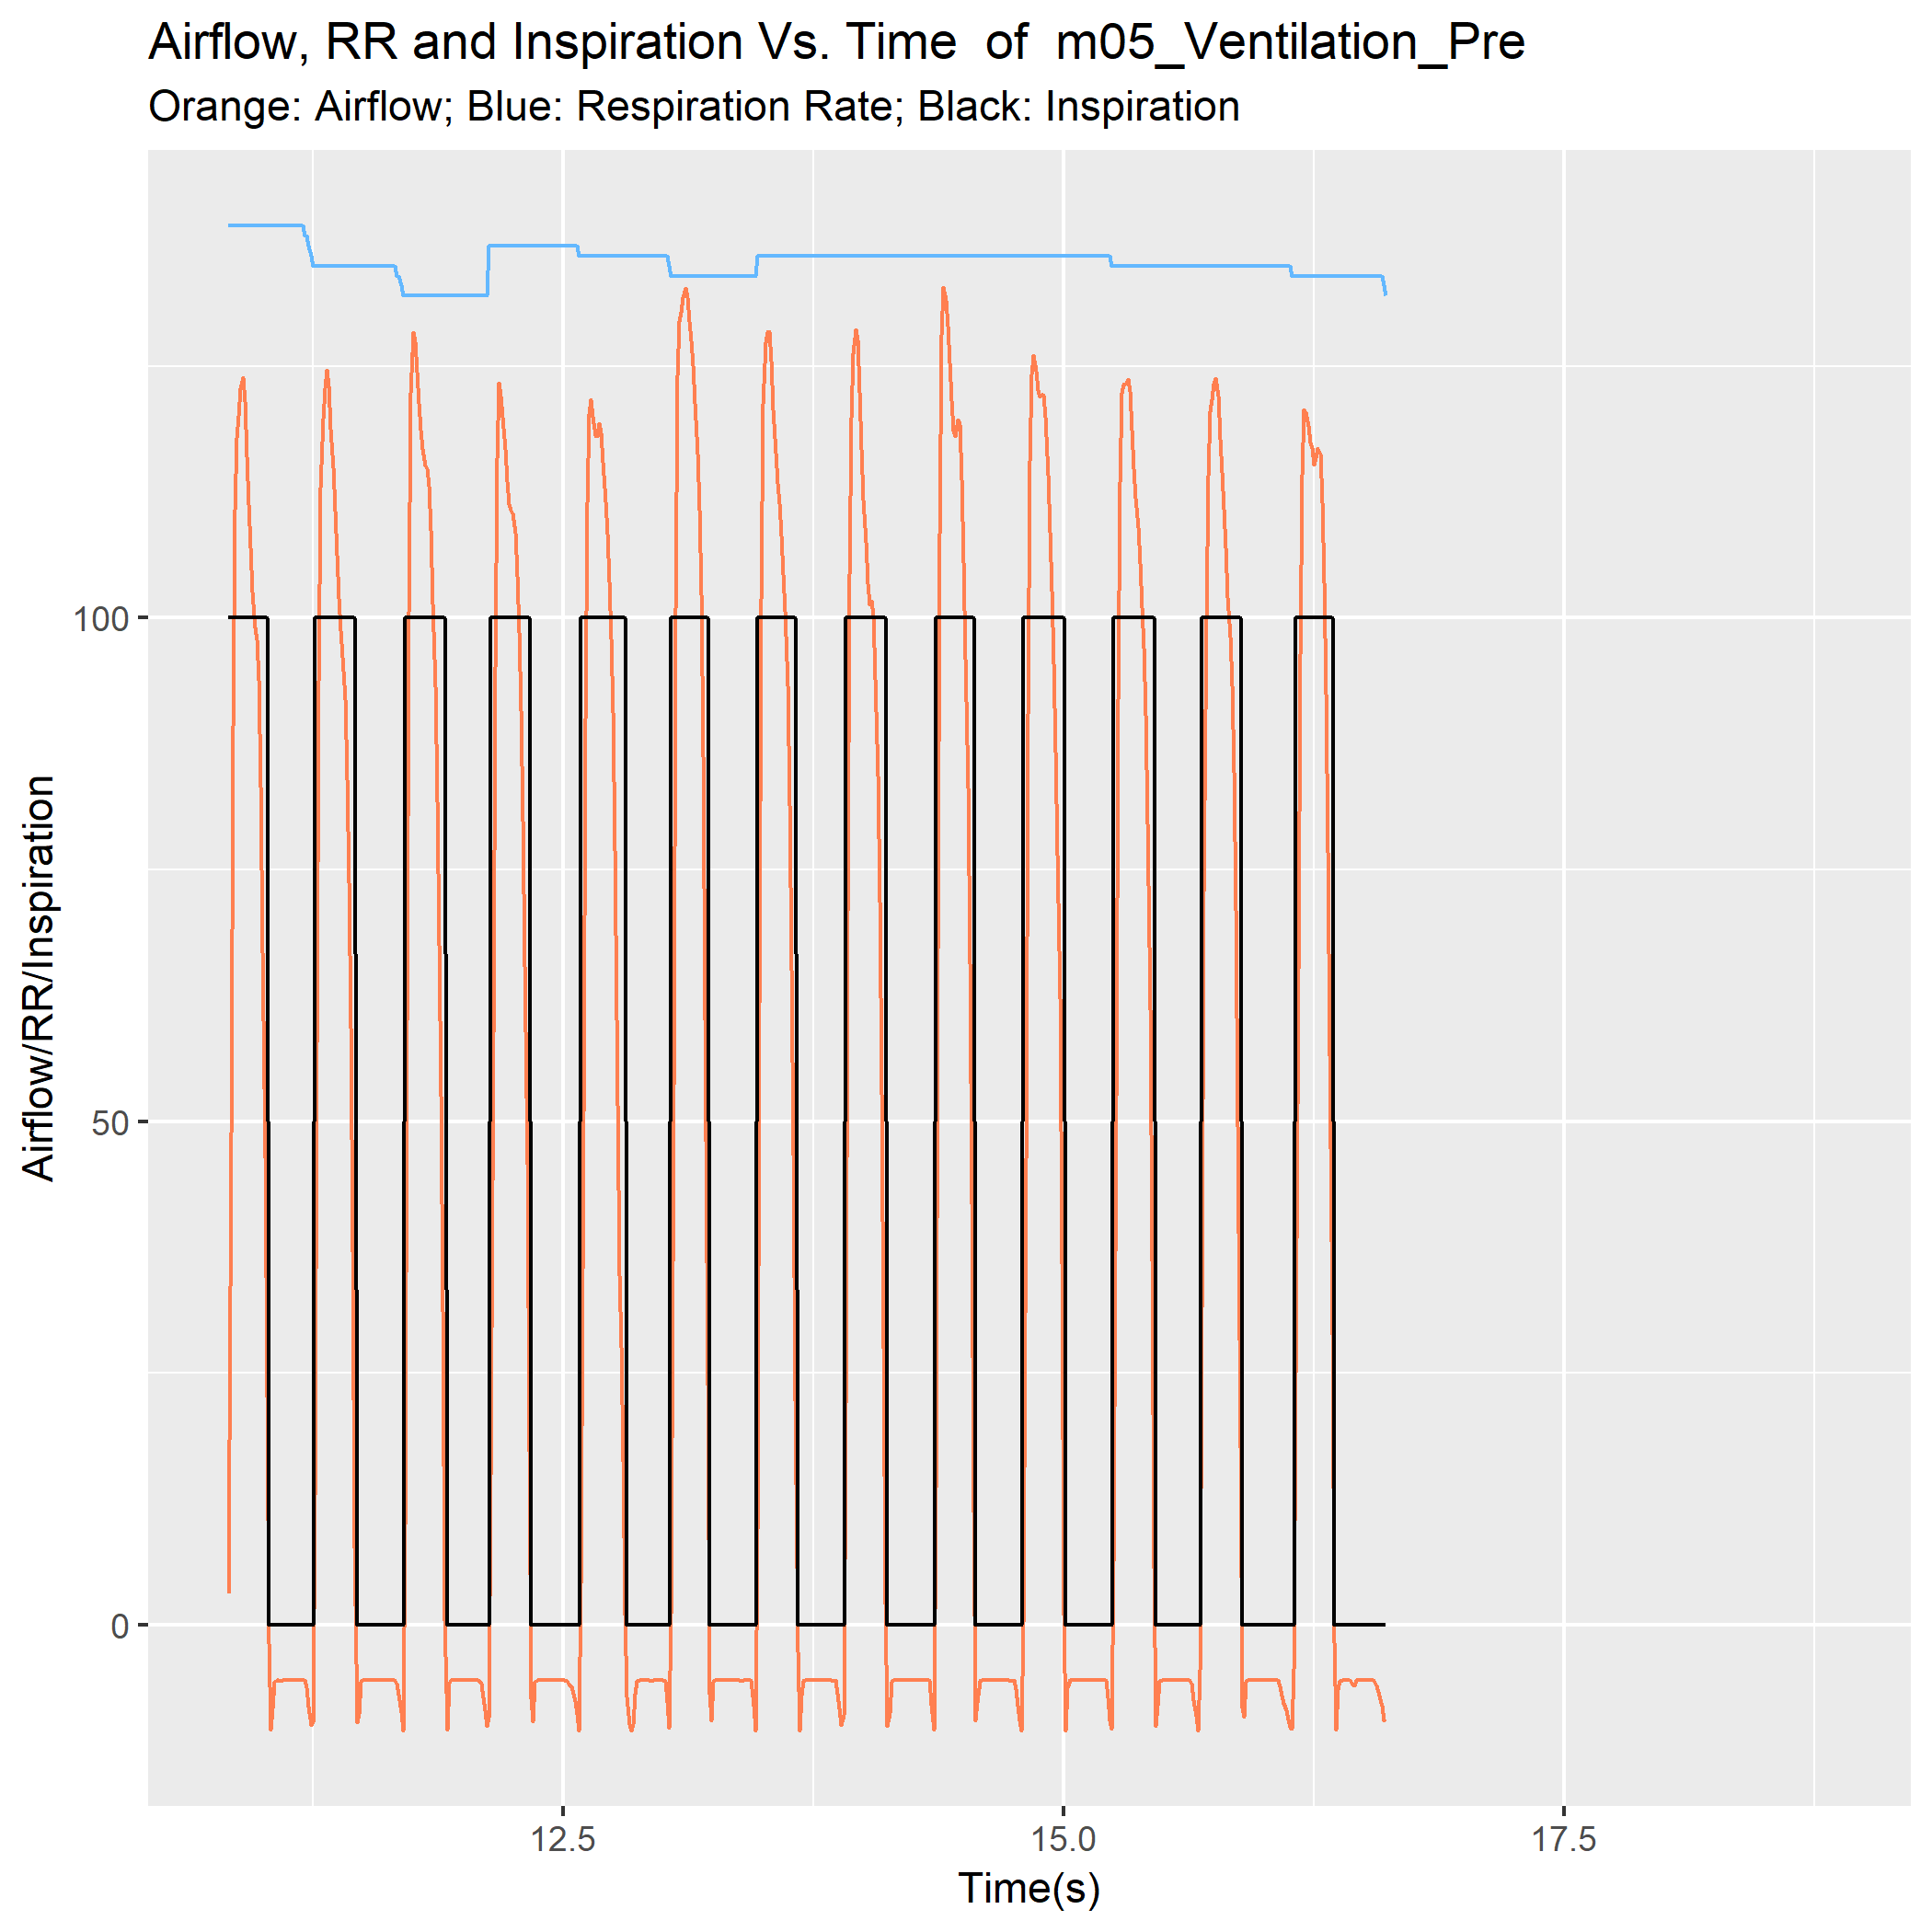 Airflow, RR and Inspiration Vs. Time  of  m05_Ventilation_Pre
Orange: Airflow; Blue: Respiration Rate; Black: Inspiration
Airflow/RR/Inspiration
100
50
0
12.5
15.0
17.5
Time(s)